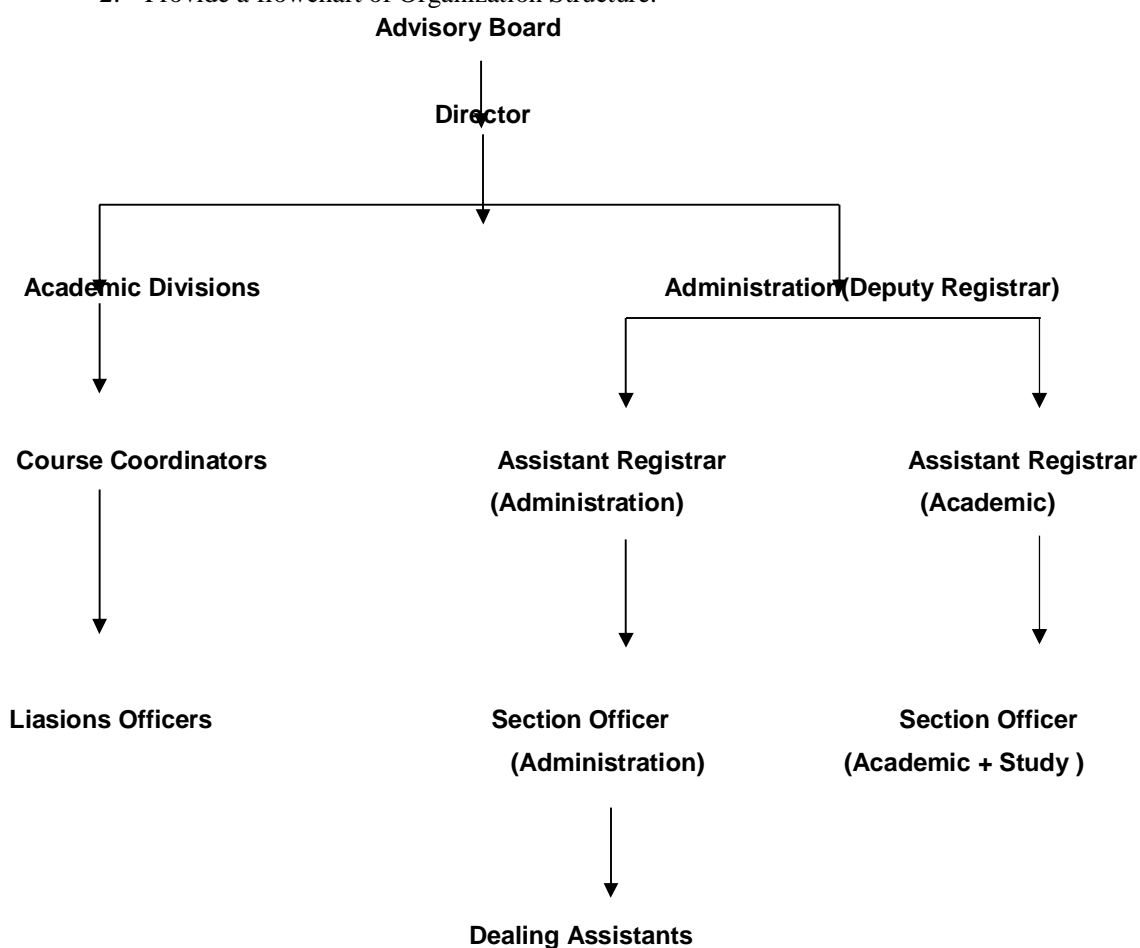 2. Provide a flowchart of Organization Structure.
Advisory Board
Director
Academic Divisions
Administration(Deputy Registrar)
Course Coordinators
Assistant Registrar
(Administration)
Assistant Registrar
(Academic)
Liasions Officers
Section Officer
(Administration)
Section Officer
(Academic + Study )
Dealing Assistants